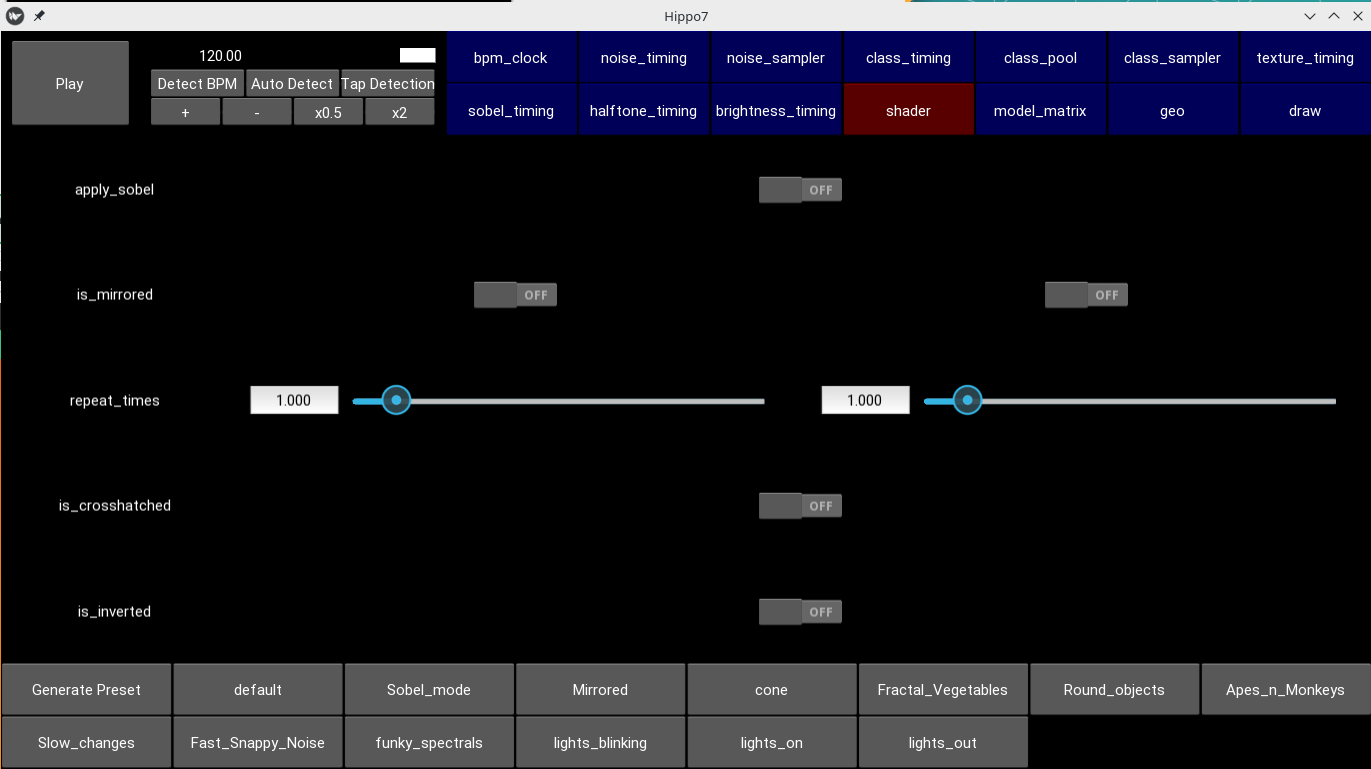 Hippo7
Play
120.00
Detect BPM Auto Detect Tap Detection
+ - x0.5 x2
bpm_clock noise_timing noise_sampler class_timing class_pool class_sampler texture_timing
sobel_timing halftone_timing brightness_timing shader model_matrix geo draw
apply_sobel OFF
is_mirrored OFF OFF
repeat_times 1.000 1.000
is_crosshatched OFF
is_inverted OFF
Generate Preset default Sobel_mode Mirrored cone Fractal_Vegetables Round_objects Apes_n_Monkeys
Slow_changes Fast_Snappy_Noise funky_spectrals lights_blinking lights_on lights_out